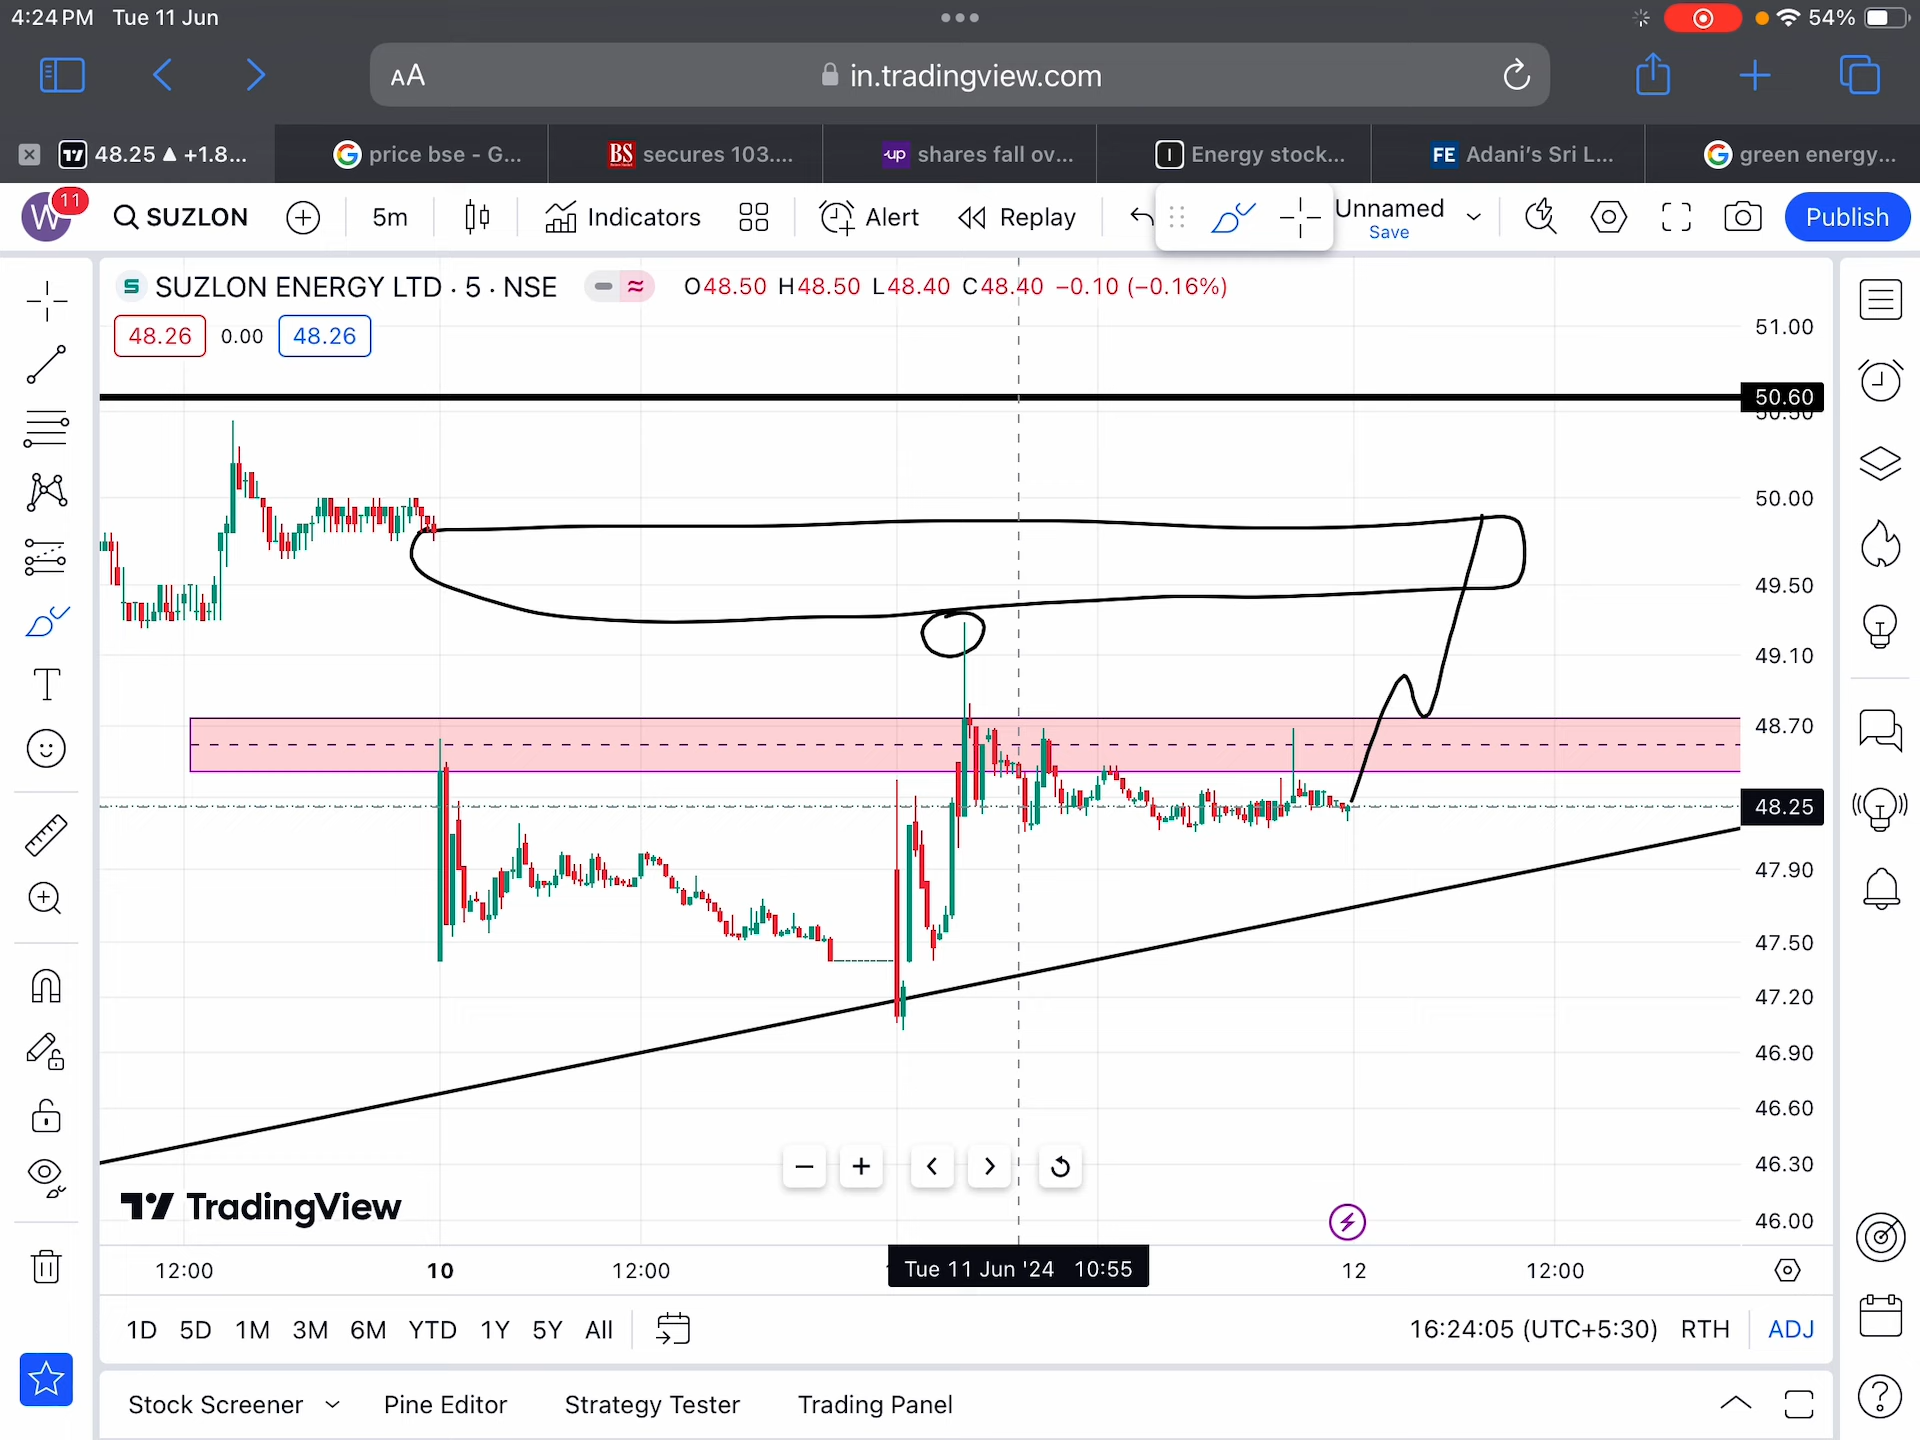 4:24 PM Tue 11 Jun
54%
AA
in.tradingview.com
48.25 ▲ +1.8...
price bse - G...
BS secures 103....
up shares fall ov...
Energy stock...
FE Adani's Sri L...
green energy...
W 11
SUZLON
5m
Indicators
Alert
Replay
Unnamed
Save
Publish
SUZLON ENERGY LTD · 5 · NSE
O48.50 H48.50 L48.40 C48.40 −0.10 (−0.16%)
48.26 0.00 48.26
51.00
50.60
50.50
50.00
49.50
49.10
48.70
48.25
47.90
47.50
47.20
46.90
46.60
46.30
46.00
TradingView
12:00
10
12:00
Tue 11 Jun '24 10:55
12
12:00
1D 5D 1M 3M 6M YTD 1Y 5Y All
16:24:05 (UTC+5:30) RTH ADJ
Stock Screener
Pine Editor
Strategy Tester
Trading Panel